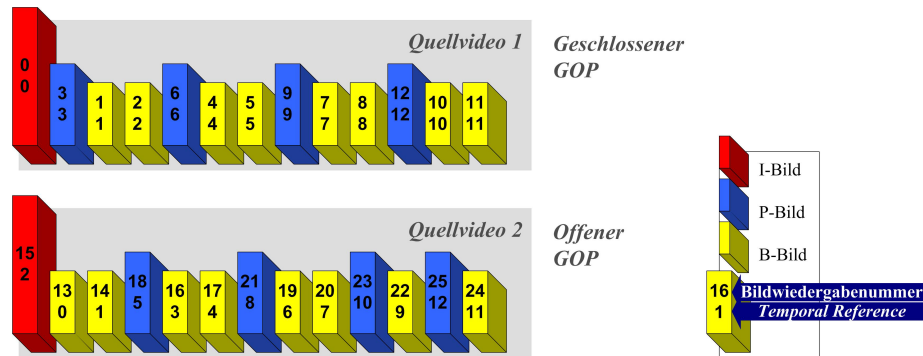 Quellvideo 1
Geschlossener
GOP
0 3 1 2 6 4 5 9 7 8 12 10 11
0 3 1 2 6 4 5 9 7 8 12 10 11
Quellvideo 2
Offener
GOP
15 13 14 18 16 17 21 19 20 23 22 25 24
2 0 1 5 3 4 8 6 7 10 9 12 11
I-Bild
P-Bild
B-Bild
16 Bildwiedergabenummer
1 Temporal Reference